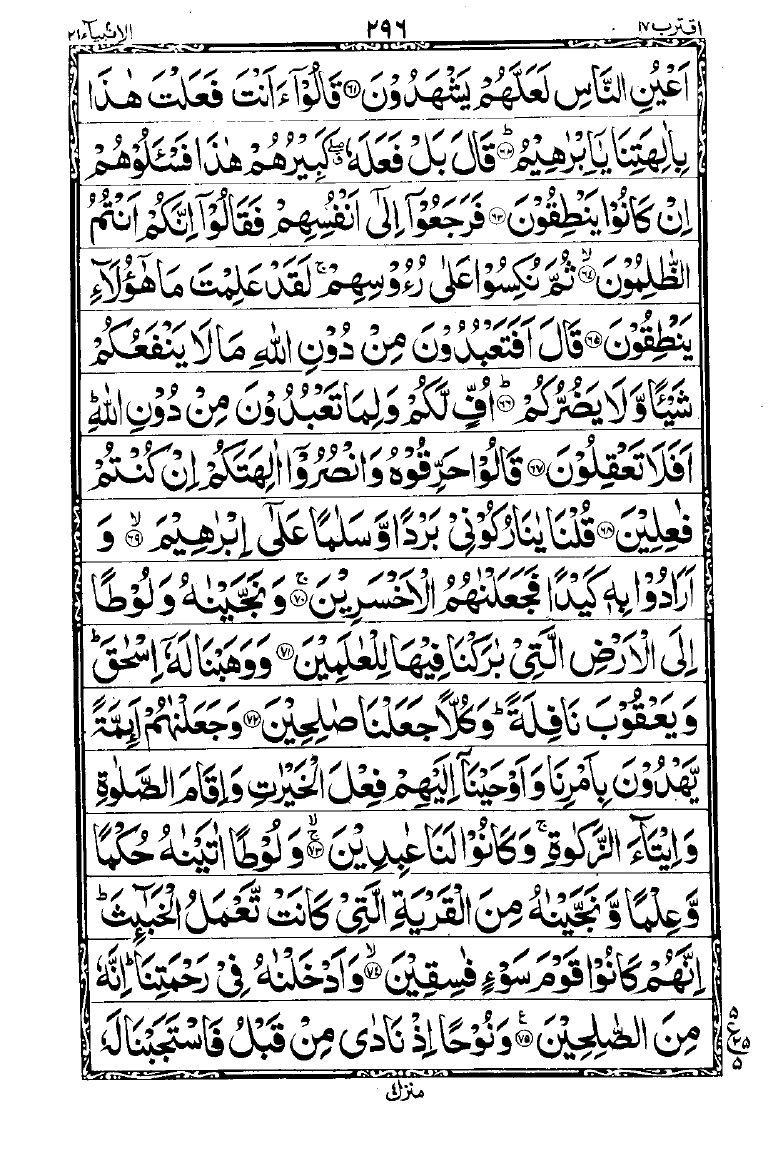 اقترب ١٧ ٢٩٦ الانبیآء ٢١
اَعْيُنِ النَّاسِ لَعَلَّهُمْ يَشْهَدُوْنَ ﴿٦١﴾ قَالُوْٓا ءَاَنْتَ فَعَلْتَ هٰذَا
بِاٰلِهَتِنَا يٰٓاِبْرٰهِيْمُ ﴿٦٢﴾ؕ قَالَ بَلْ فَعَلَهٗ ۖۗ كَبِيْرُهُمْ هٰذَا فَسْـَٔلُوْهُمْ
اِنْ كَانُوْا يَنْطِقُوْنَ ﴿٦٣﴾ فَرَجَعُوْٓا اِلٰٓى اَنْفُسِهِمْ فَقَالُوْٓا اِنَّكُمْ اَنْتُمُ
الظّٰلِمُوْنَ ﴿٦٤﴾ۙ ثُمَّ نُكِسُوْا عَلٰى رُءُوْسِهِمْ ۚ لَقَدْ عَلِمْتَ مَا هٰٓؤُلَآءِ
يَنْطِقُوْنَ ﴿٦٥﴾ قَالَ اَفَتَعْبُدُوْنَ مِنْ دُوْنِ اللّٰهِ مَا لَا يَنْفَعُكُمْ
شَيْـًٔا وَّلَا يَضُرُّكُمْ ﴿٦٦﴾ؕ اُفٍّ لَّكُمْ وَلِمَا تَعْبُدُوْنَ مِنْ دُوْنِ اللّٰهِ ؕ
اَفَلَا تَعْقِلُوْنَ ﴿٦٧﴾ قَالُوْا حَرِّقُوْهُ وَانْصُرُوْٓا اٰلِهَتَكُمْ اِنْ كُنْتُمْ
فٰعِلِيْنَ ﴿٦٨﴾ قُلْنَا يٰنَارُ كُوْنِيْ بَرْدًا وَّسَلٰمًا عَلٰٓى اِبْرٰهِيْمَ ﴿٦٩﴾ۙ وَ
اَرَادُوْا بِهٖ كَيْدًا فَجَعَلْنٰهُمُ الْاَخْسَرِيْنَ ﴿٧٠﴾ۚ وَنَجَّيْنٰهُ وَلُوْطًا
اِلَى الْاَرْضِ الَّتِيْ بٰرَكْنَا فِيْهَا لِلْعٰلَمِيْنَ ﴿٧١﴾ وَوَهَبْنَا لَهٗٓ اِسْحٰقَ ؕ
وَيَعْقُوْبَ نَافِلَةً ؕ وَكُلًّا جَعَلْنَا صٰلِحِيْنَ ﴿٧٢﴾ وَجَعَلْنٰهُمْ اَئِمَّةً
يَّهْدُوْنَ بِاَمْرِنَا وَاَوْحَيْنَآ اِلَيْهِمْ فِعْلَ الْخَيْرٰتِ وَاِقَامَ الصَّلٰوةِ
وَاِيْتَآءَ الزَّكٰوةِ ۚ وَكَانُوْا لَنَا عٰبِدِيْنَ ﴿٧٣﴾ۙۚ وَلُوْطًا اٰتَيْنٰهُ حُكْمًا
وَّعِلْمًا وَّنَجَّيْنٰهُ مِنَ الْقَرْيَةِ الَّتِيْ كَانَتْ تَّعْمَلُ الْخَبٰٓئِثَ ؕ
اِنَّهُمْ كَانُوْا قَوْمَ سَوْءٍ فٰسِقِيْنَ ﴿٧٤﴾ۙ وَاَدْخَلْنٰهُ فِيْ رَحْمَتِنَا ؕ اِنَّهٗ
مِنَ الصّٰلِحِيْنَ ﴿٧٥﴾ع وَنُوْحًا اِذْ نَادٰى مِنْ قَبْلُ فَاسْتَجَبْنَا لَهٗ
منزل ٤